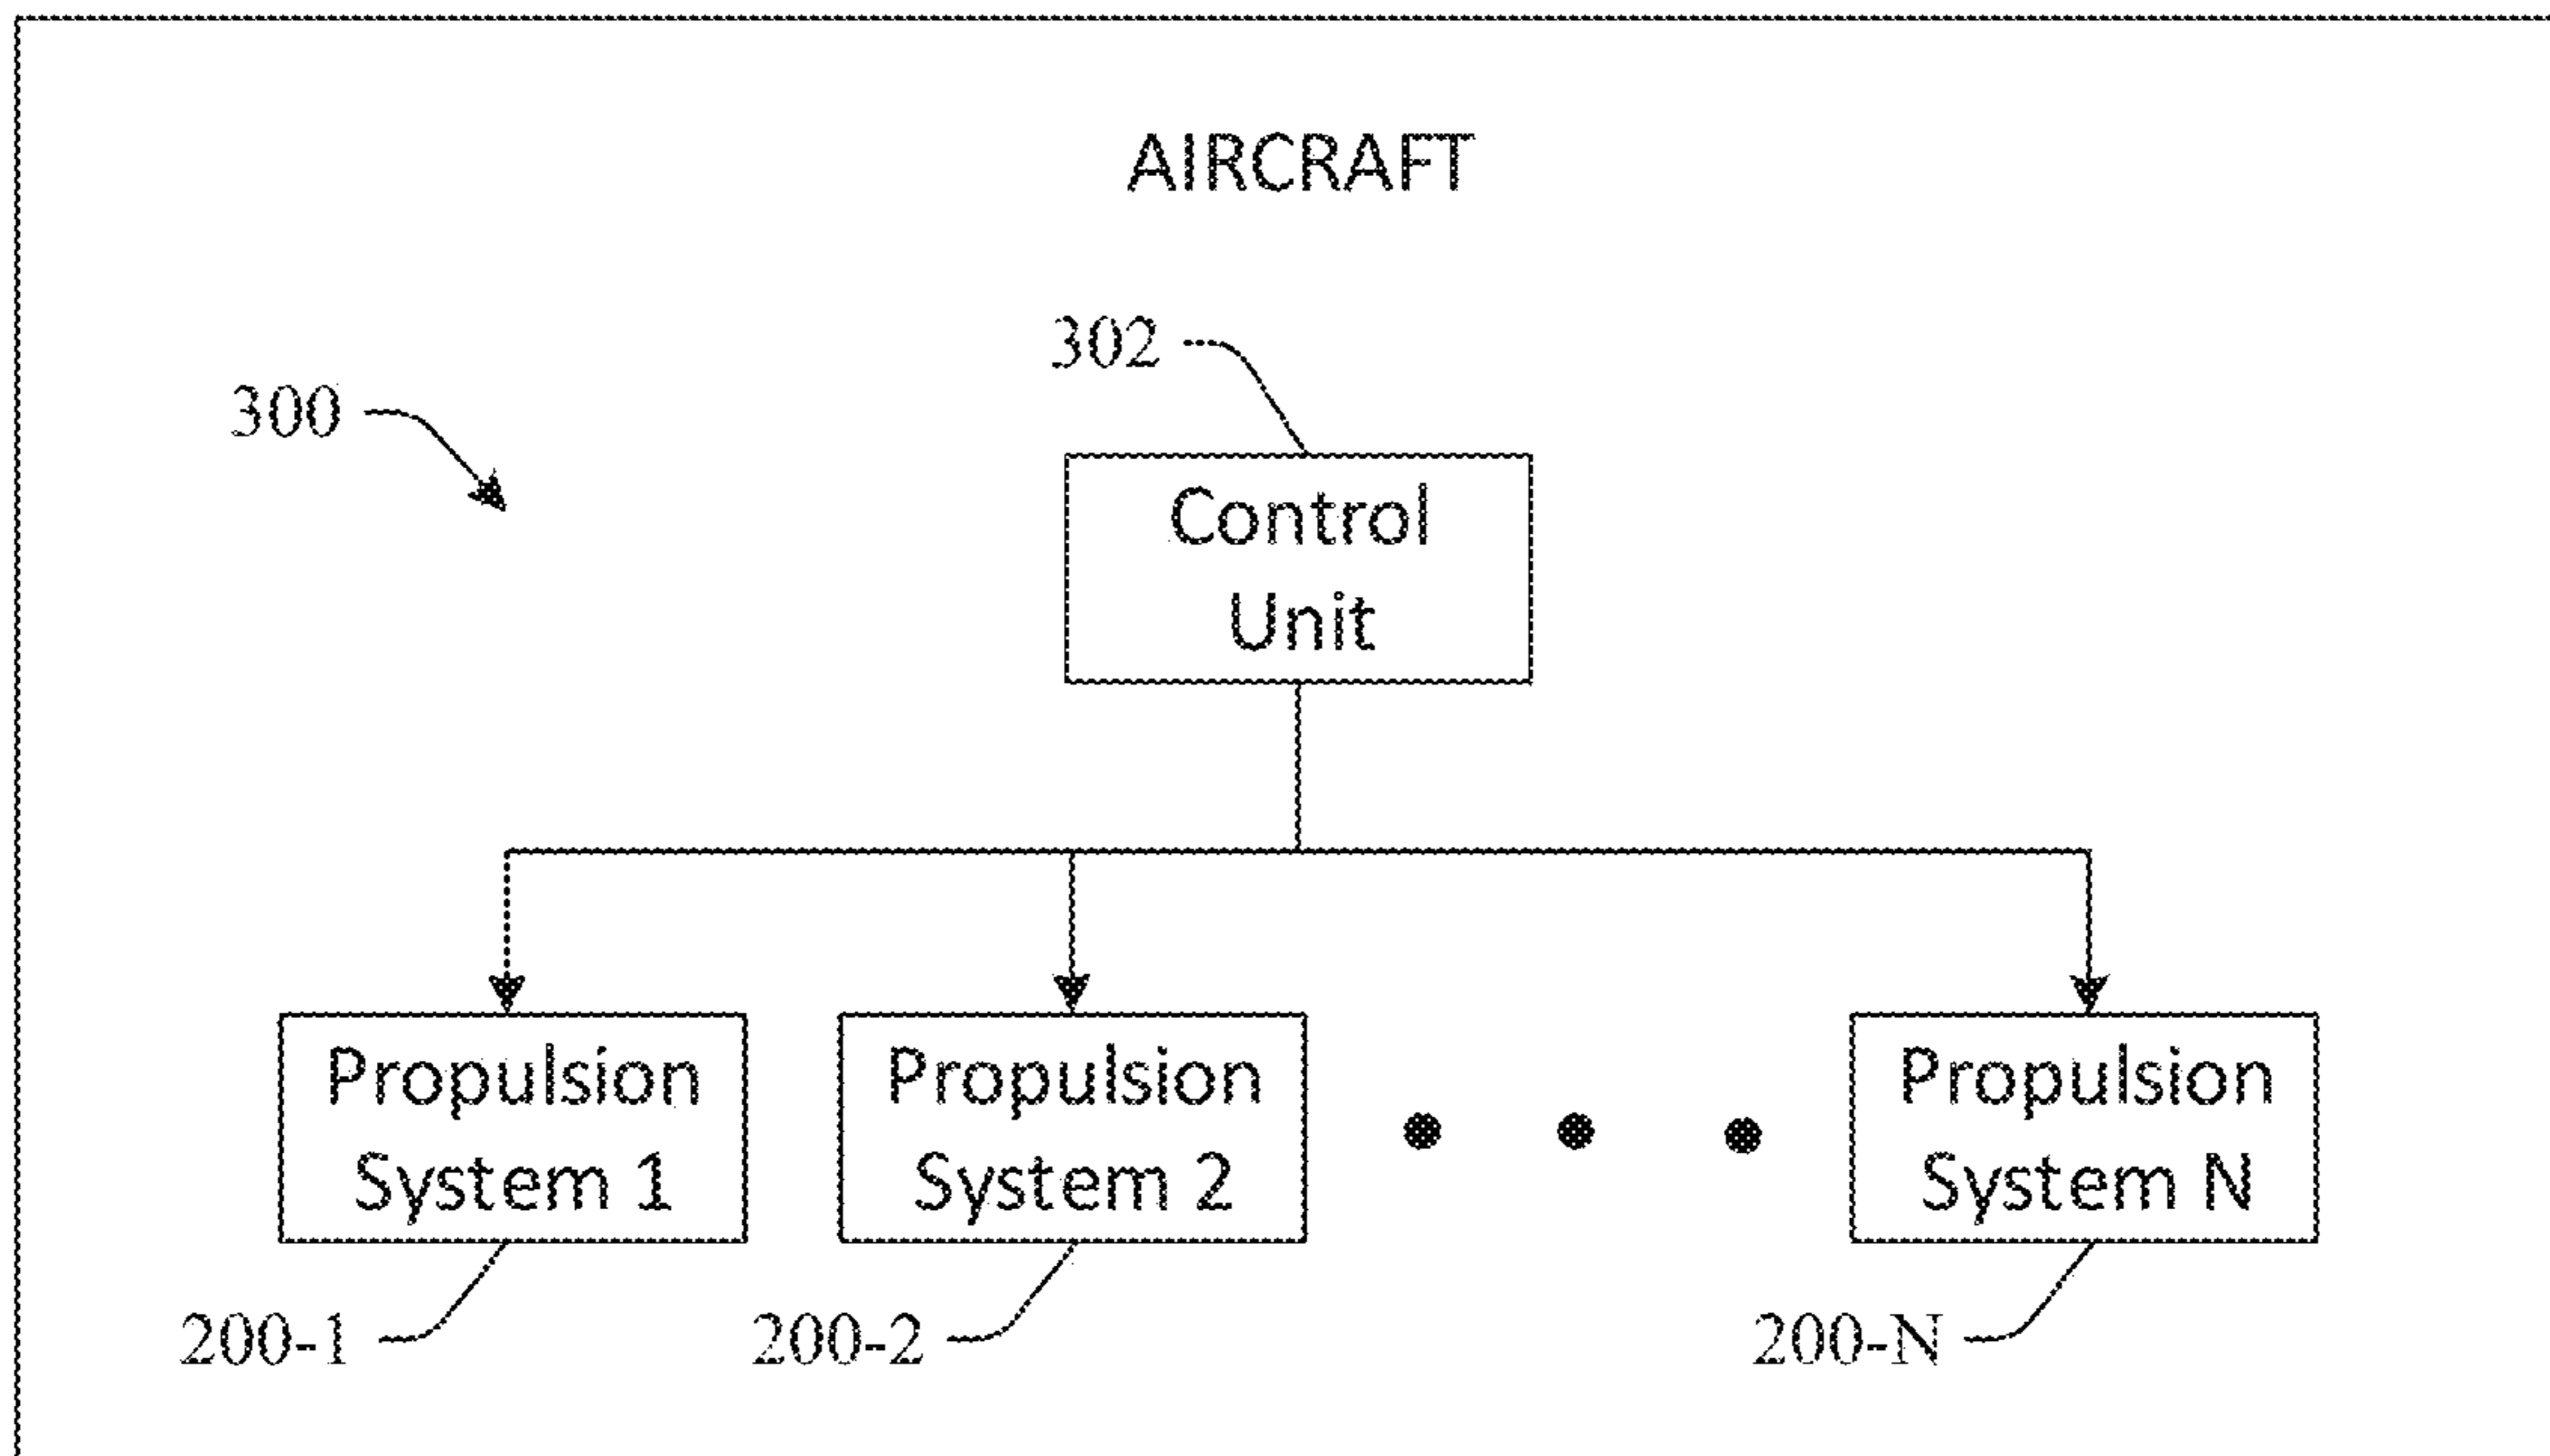 AIRCRAFT
302
300
Control
Unit
Propulsion
System 1
Propulsion
System 2
Propulsion
System N
200-1
200-2
200-N